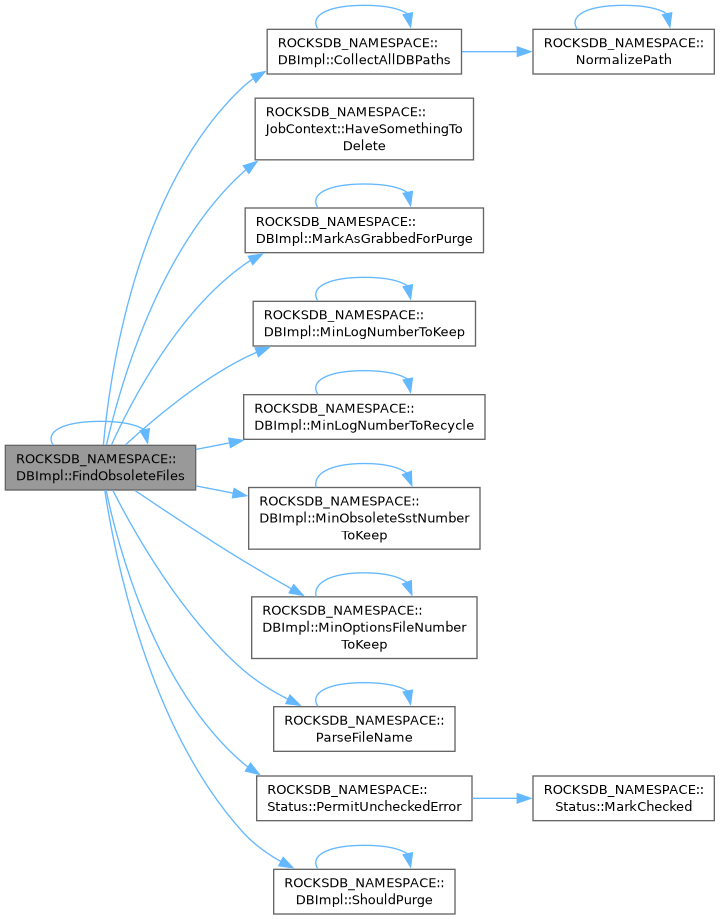 ROCKSDB_NAMESPACE::
DBImpl::CollectAllDBPaths
ROCKSDB_NAMESPACE::
NormalizePath
ROCKSDB_NAMESPACE::
JobContext::HaveSomethingTo
Delete
ROCKSDB_NAMESPACE::
DBImpl::MarkAsGrabbedForPurge
ROCKSDB_NAMESPACE::
DBImpl::MinLogNumberToKeep
ROCKSDB_NAMESPACE::
DBImpl::MinLogNumberToRecycle
ROCKSDB_NAMESPACE::
DBImpl::FindObsoleteFiles
ROCKSDB_NAMESPACE::
DBImpl::MinObsoleteSstNumber
ToKeep
ROCKSDB_NAMESPACE::
DBImpl::MinOptionsFileNumber
ToKeep
ROCKSDB_NAMESPACE::
ParseFileName
ROCKSDB_NAMESPACE::
Status::PermitUncheckedError
ROCKSDB_NAMESPACE::
Status::MarkChecked
ROCKSDB_NAMESPACE::
DBImpl::ShouldPurge